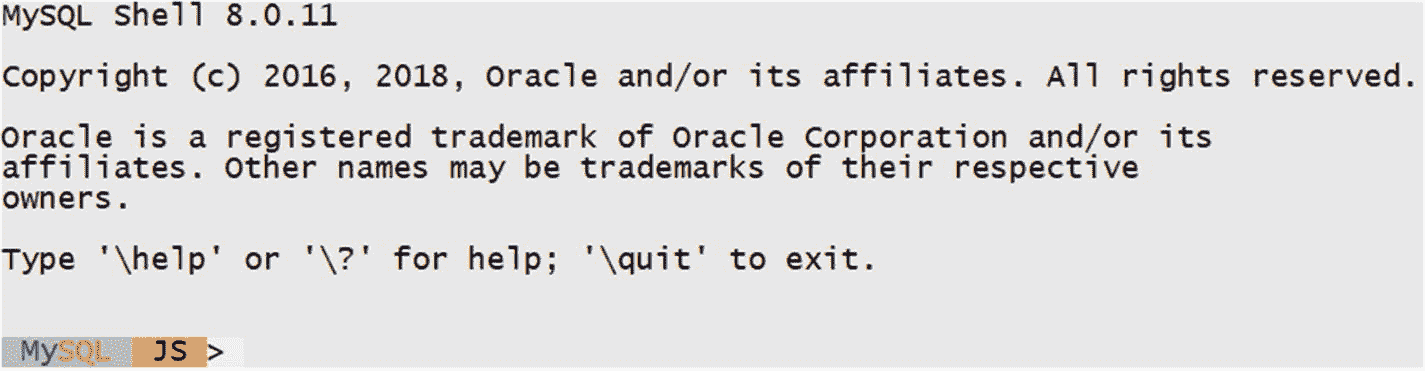 MySQL Shell 8.0.11
Copyright (c) 2016, 2018, Oracle and/or its affiliates. All rights reserved.
Oracle is a registered trademark of Oracle Corporation and/or its
affiliates. Other names may be trademarks of their respective
owners.
Type '\help' or '\?' for help; '\quit' to exit.
MySQL JS >